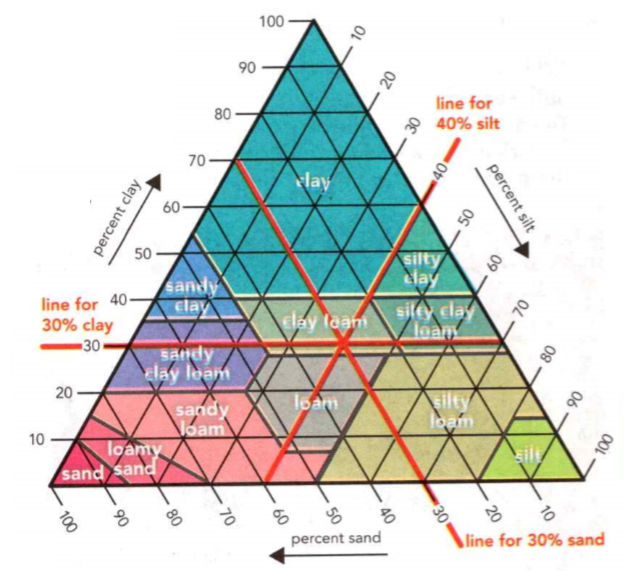 100
90
80
70
60
50
40
30
20
10
10
20
30
40
50
60
70
80
90
100
100
90
80
70
60
50
40
30
20
10
percent clay
percent silt
percent sand
line for
40% silt
line for
30% clay
line for 30% sand
clay
silty
clay
sandy
clay
clay loam
silty clay
loam
sandy
clay loam
loam
silty
loam
sandy
loam
loamy
sand
sand
silt